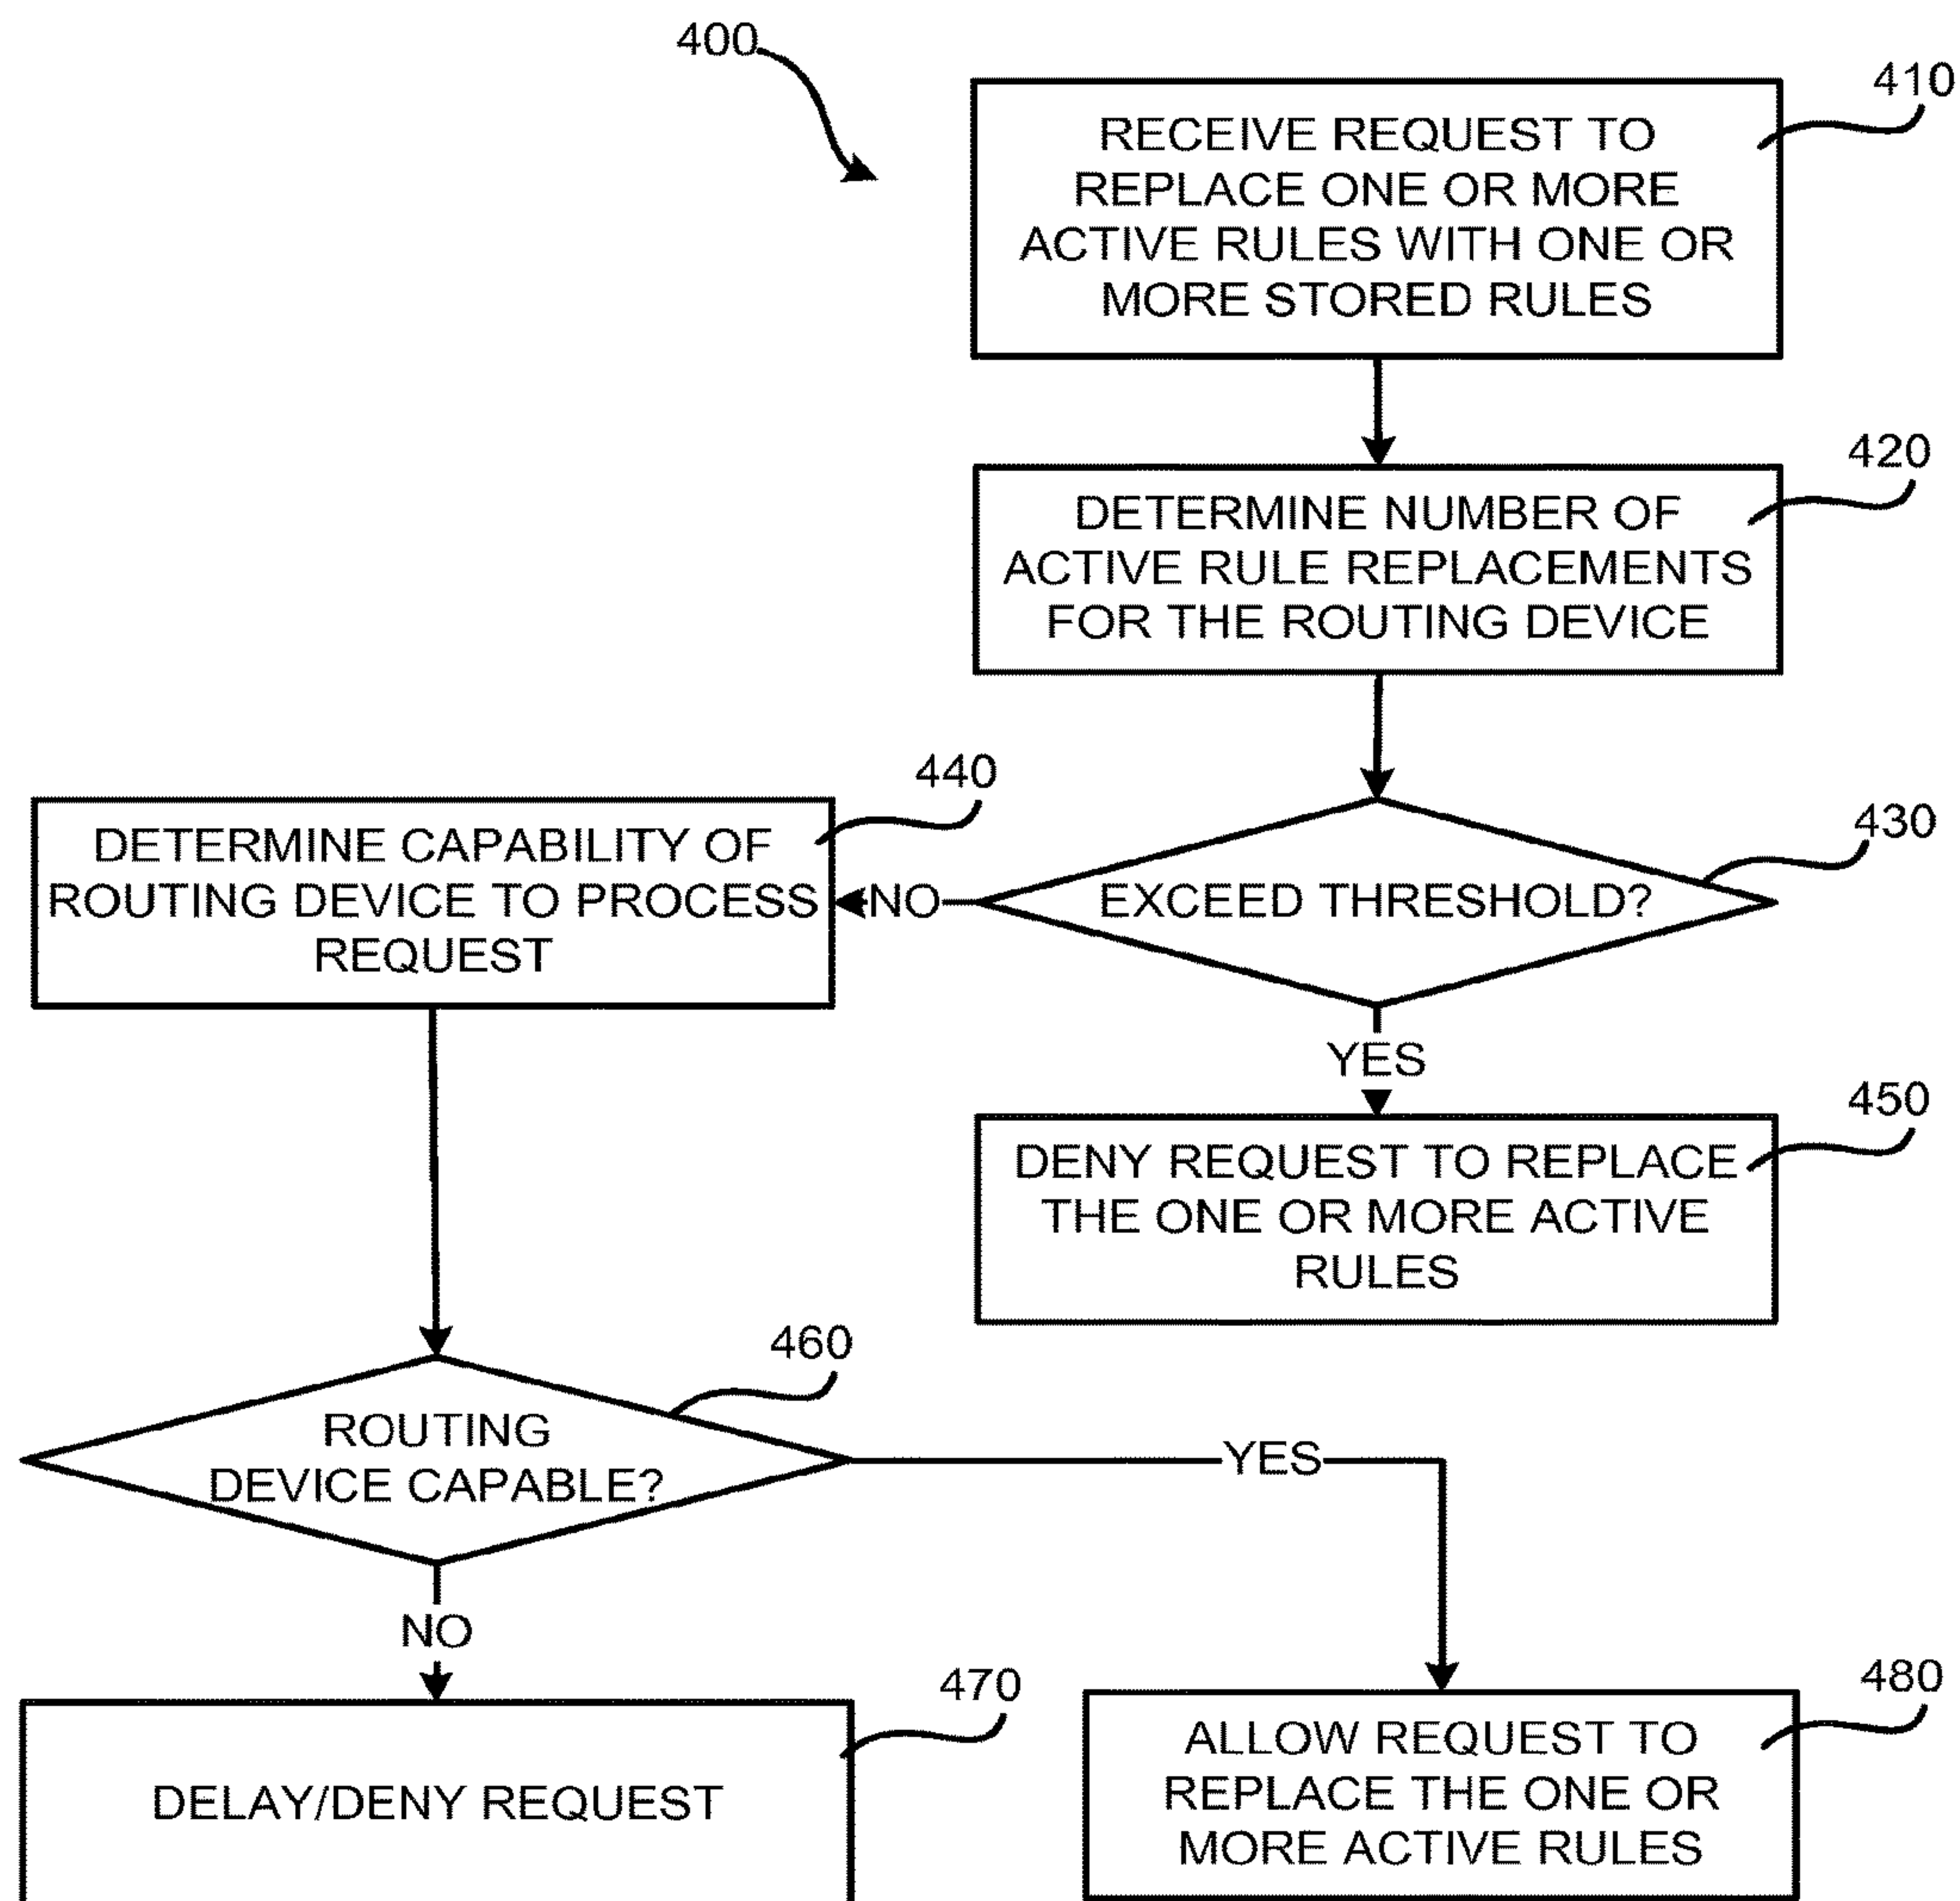 400
410
RECEIVE REQUEST TO
REPLACE ONE OR MORE
ACTIVE RULES WITH ONE OR
MORE STORED RULES
420
DETERMINE NUMBER OF
ACTIVE RULE REPLACEMENTS
FOR THE ROUTING DEVICE
430
EXCEED THRESHOLD?
NO
440
DETERMINE CAPABILITY OF
ROUTING DEVICE TO PROCESS
REQUEST
YES
450
DENY REQUEST TO REPLACE
THE ONE OR MORE ACTIVE
RULES
460
ROUTING
DEVICE CAPABLE?
YES
NO
470
DELAY/DENY REQUEST
480
ALLOW REQUEST TO
REPLACE THE ONE OR
MORE ACTIVE RULES